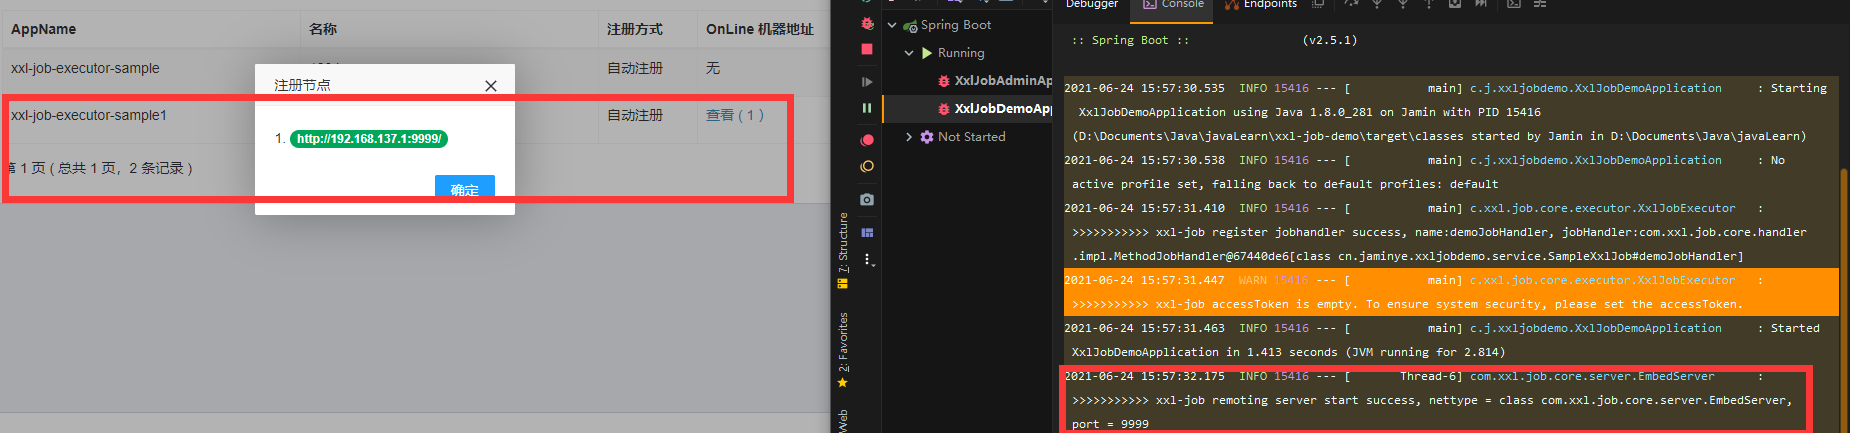 AppName 名称 注册方式 OnLine 机器地址
xxl-job-executor-sample 自动注册 无
注册节点
xxl-job-executor-sample1 自动注册 查看 ( 1 )
1. http://192.168.137.1:9999/
第 1 页 ( 总共 1 页，2 条记录 )
确定
7: Structure
2: Favorites
Web
Spring Boot
Running
XxlJobAdminAp
XxlJobDemoApp
Not Started
Debugger Console Endpoints
:: Spring Boot :: (v2.5.1)
2021-06-24 15:57:30.535 INFO 15416 --- [ main] c.j.xxljobdemo.XxlJobDemoApplication : Starting
XxlJobDemoApplication using Java 1.8.0_281 on Jamin with PID 15416
(D:\Documents\Java\javaLearn\xxl-job-demo\target\classes started by Jamin in D:\Documents\Java\javaLearn)
2021-06-24 15:57:30.538 INFO 15416 --- [ main] c.j.xxljobdemo.XxlJobDemoApplication : No
active profile set, falling back to default profiles: default
2021-06-24 15:57:31.410 INFO 15416 --- [ main] c.xxl.job.core.executor.XxlJobExecutor :
>>>>>>>>>>> xxl-job register jobhandler success, name:demoJobHandler, jobHandler:com.xxl.job.core.handler
.impl.MethodJobHandler@67440de6[class cn.jaminye.xxljobdemo.service.SampleXxlJob#demoJobHandler]
2021-06-24 15:57:31.447 WARN 15416 --- [ main] c.xxl.job.core.executor.XxlJobExecutor :
>>>>>>>>>>> xxl-job accessToken is empty. To ensure system security, please set the accessToken.
2021-06-24 15:57:31.463 INFO 15416 --- [ main] c.j.xxljobdemo.XxlJobDemoApplication : Started
XxlJobDemoApplication in 1.413 seconds (JVM running for 2.814)
2021-06-24 15:57:32.175 INFO 15416 --- [ Thread-6] com.xxl.job.core.server.EmbedServer :
>>>>>>>>>>> xxl-job remoting server start success, nettype = class com.xxl.job.core.server.EmbedServer,
port = 9999